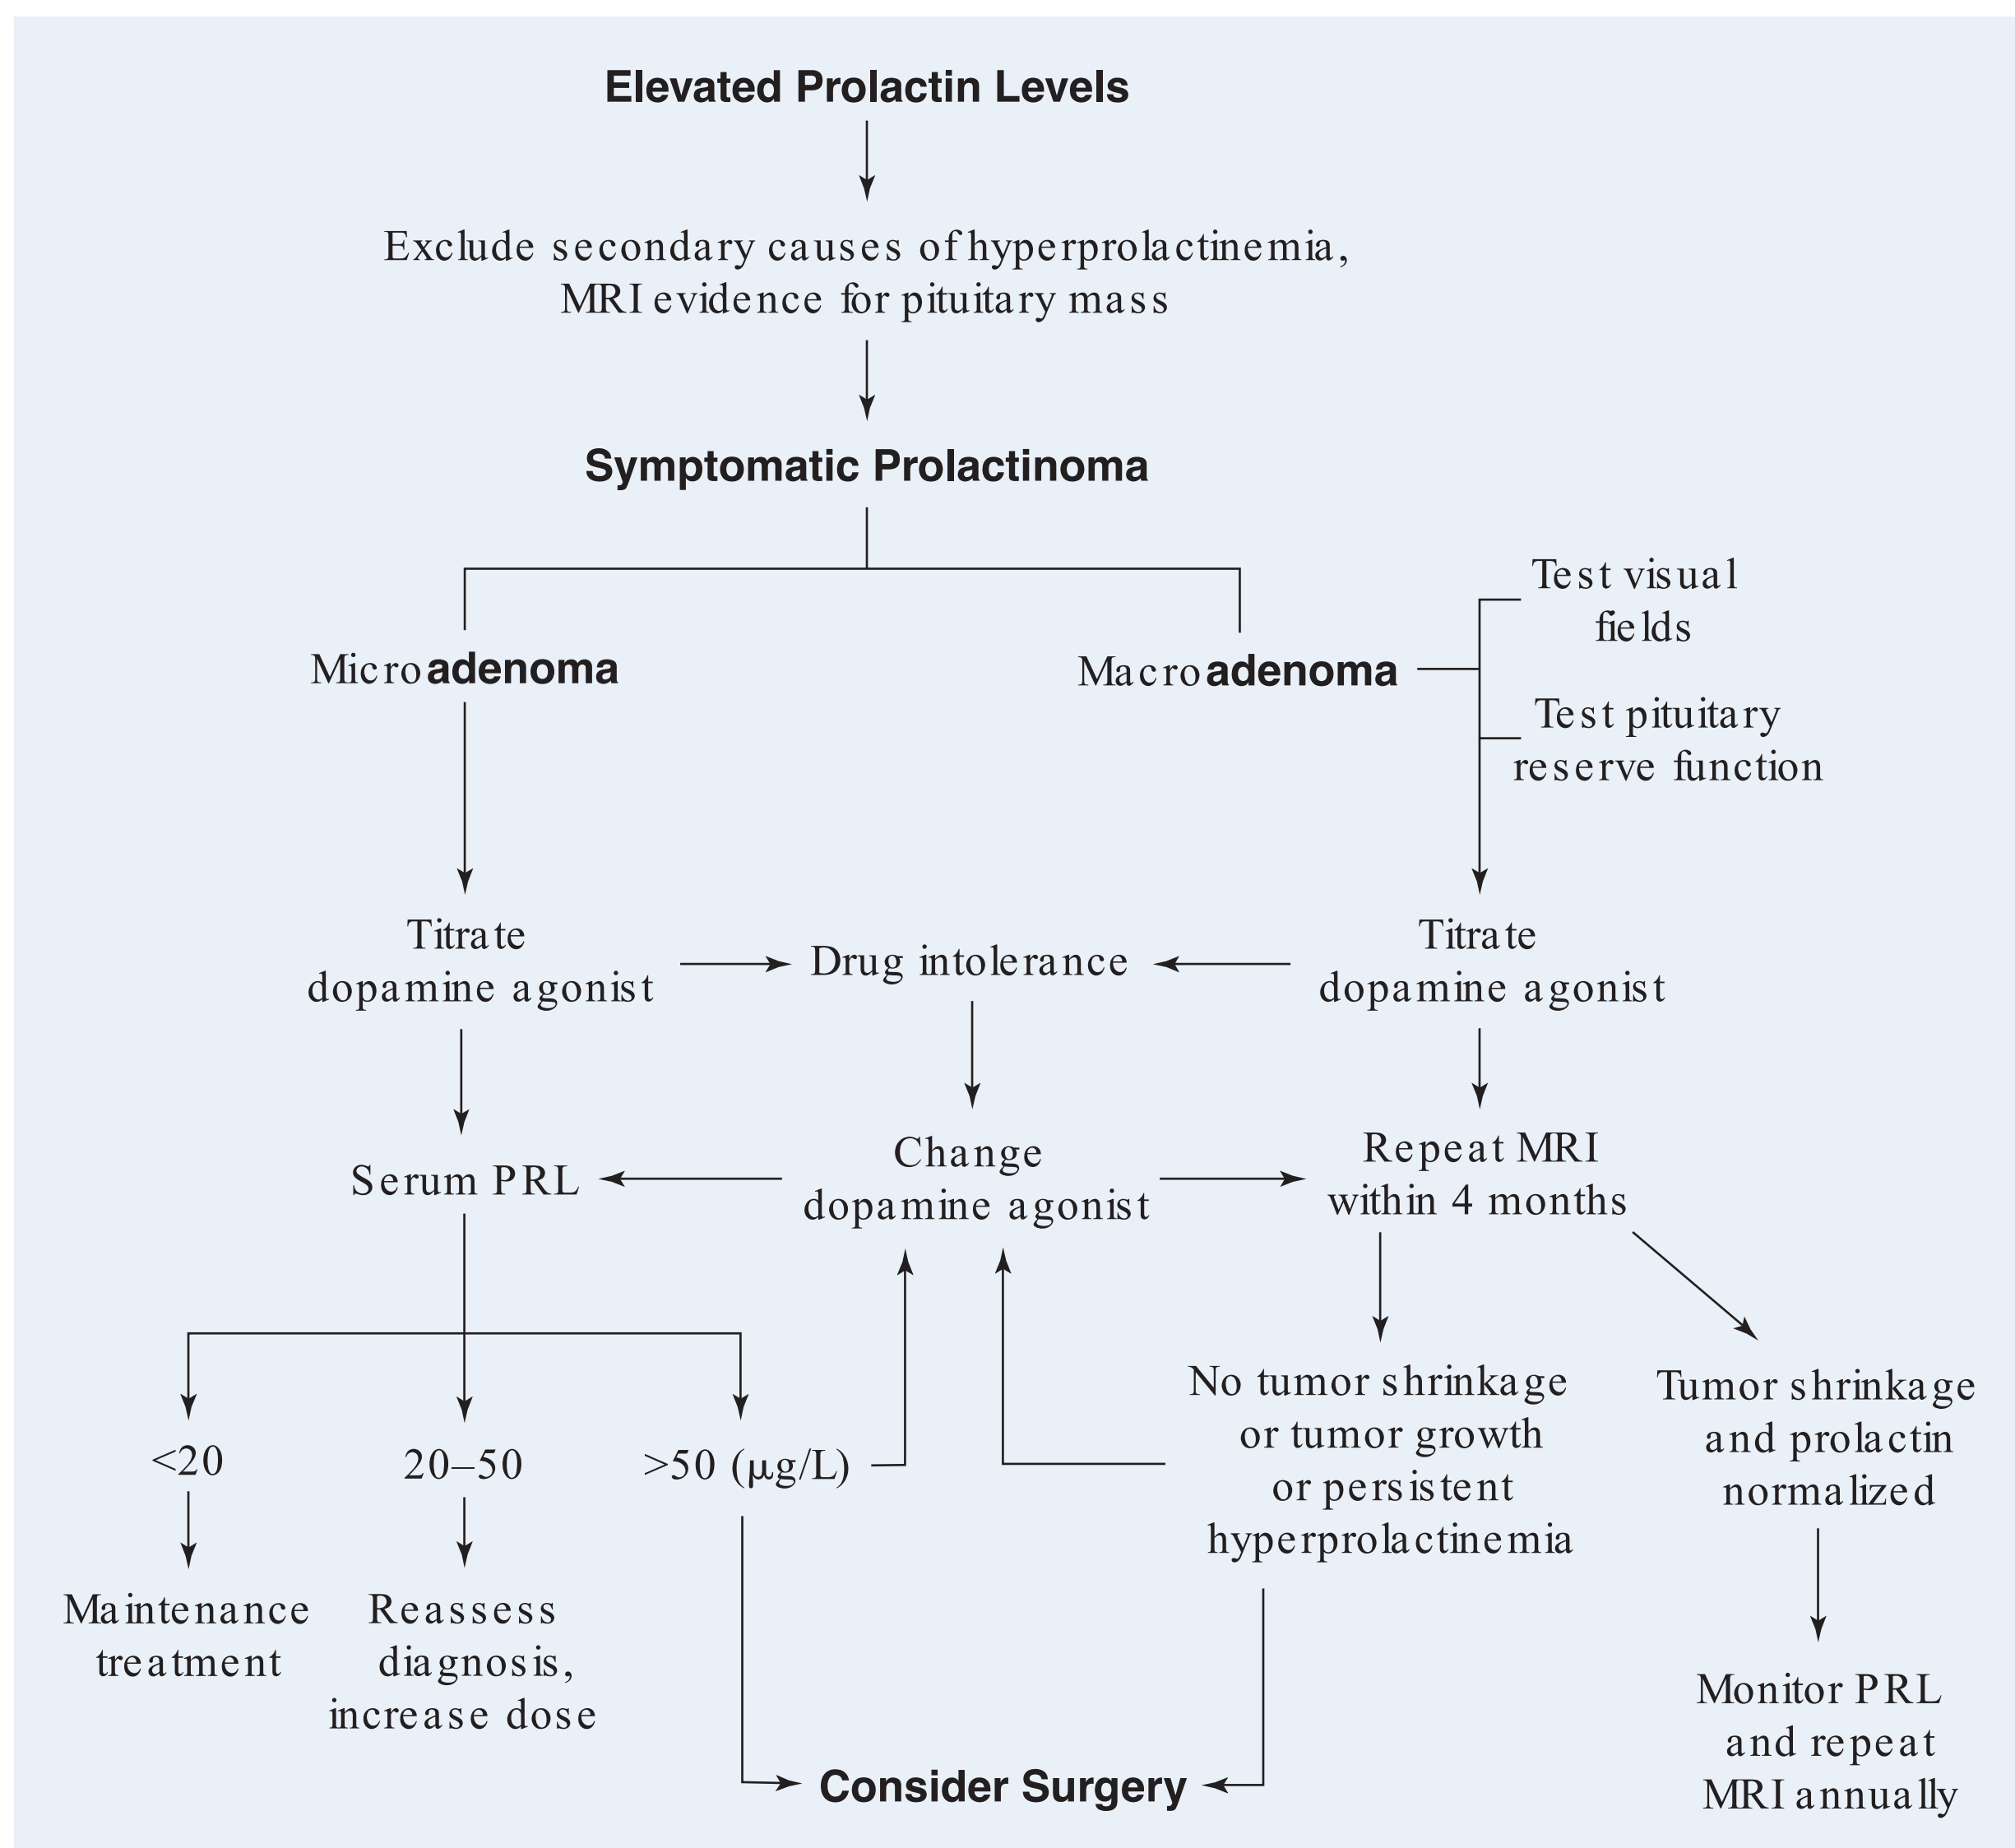 Elevated Prolactin Levels
Exclude secondary causes of hyperprolactinemia,
MRI evidence for pituitary mass
Symptomatic Prolactinoma
Microadenoma
Macroadenoma
Test visual
fields
Test pituitary
reserve function
Titrate
dopamine agonist
Drug intolerance
Titrate
dopamine agonist
Serum PRL
Change
dopamine agonist
Repeat MRI
within 4 months
<20
20–50
>50 (μg/L)
No tumor shrinkage
or tumor growth
or persistent
hyperprolactinemia
Tumor shrinkage
and prolactin
normalized
Maintenance
treatment
Reassess
diagnosis,
increase dose
Consider Surgery
Monitor PRL
and repeat
MRI annually